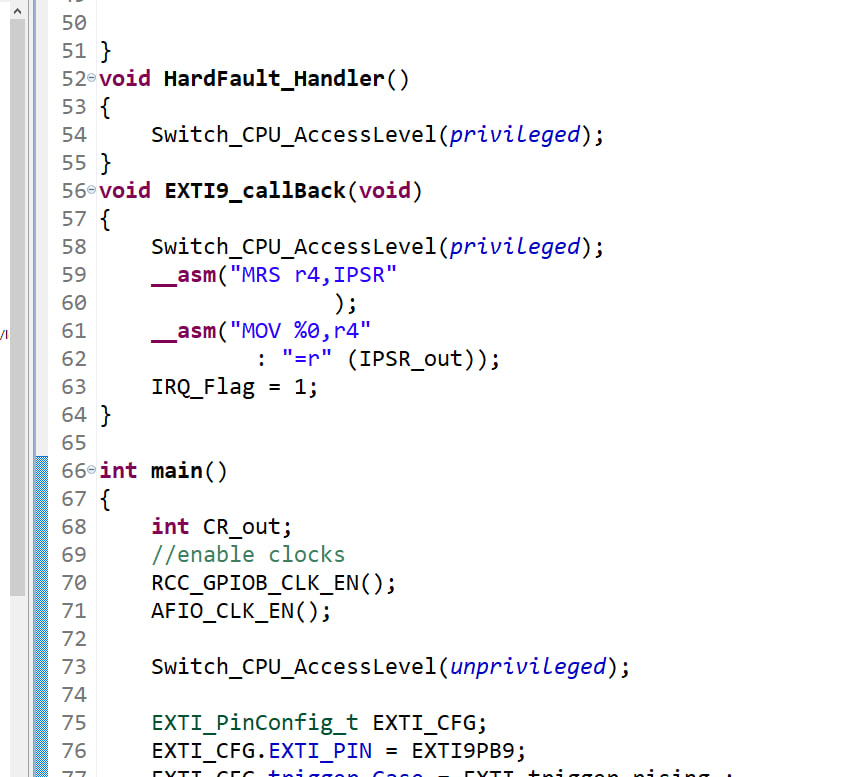 50
51 }
52 void HardFault_Handler()
53 {
54 Switch_CPU_AccessLevel(privileged);
55 }
56 void EXTI9_callBack(void)
57 {
58 Switch_CPU_AccessLevel(privileged);
59 __asm("MRS r4,IPSR"
60 );
61 __asm("MOV %0,r4"
62 : "=r" (IPSR_out));
63 IRQ_Flag = 1;
64 }
65
66 int main()
67 {
68 int CR_out;
69 //enable clocks
70 RCC_GPIOB_CLK_EN();
71 AFIO_CLK_EN();
72
73 Switch_CPU_AccessLevel(unprivileged);
74
75 EXTI_PinConfig_t EXTI_CFG;
76 EXTI_CFG.EXTI_PIN = EXTI9PB9;